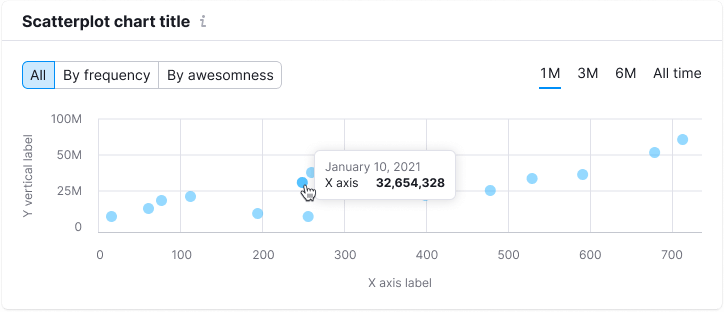 Scatterplot chart title i
All By frequency By awesomness 1M 3M 6M All time
100M
50M
25M
0
Y vertical label
January 10, 2021
X axis 32,654,328
0 100 200 300 400 500 600 700
X axis label